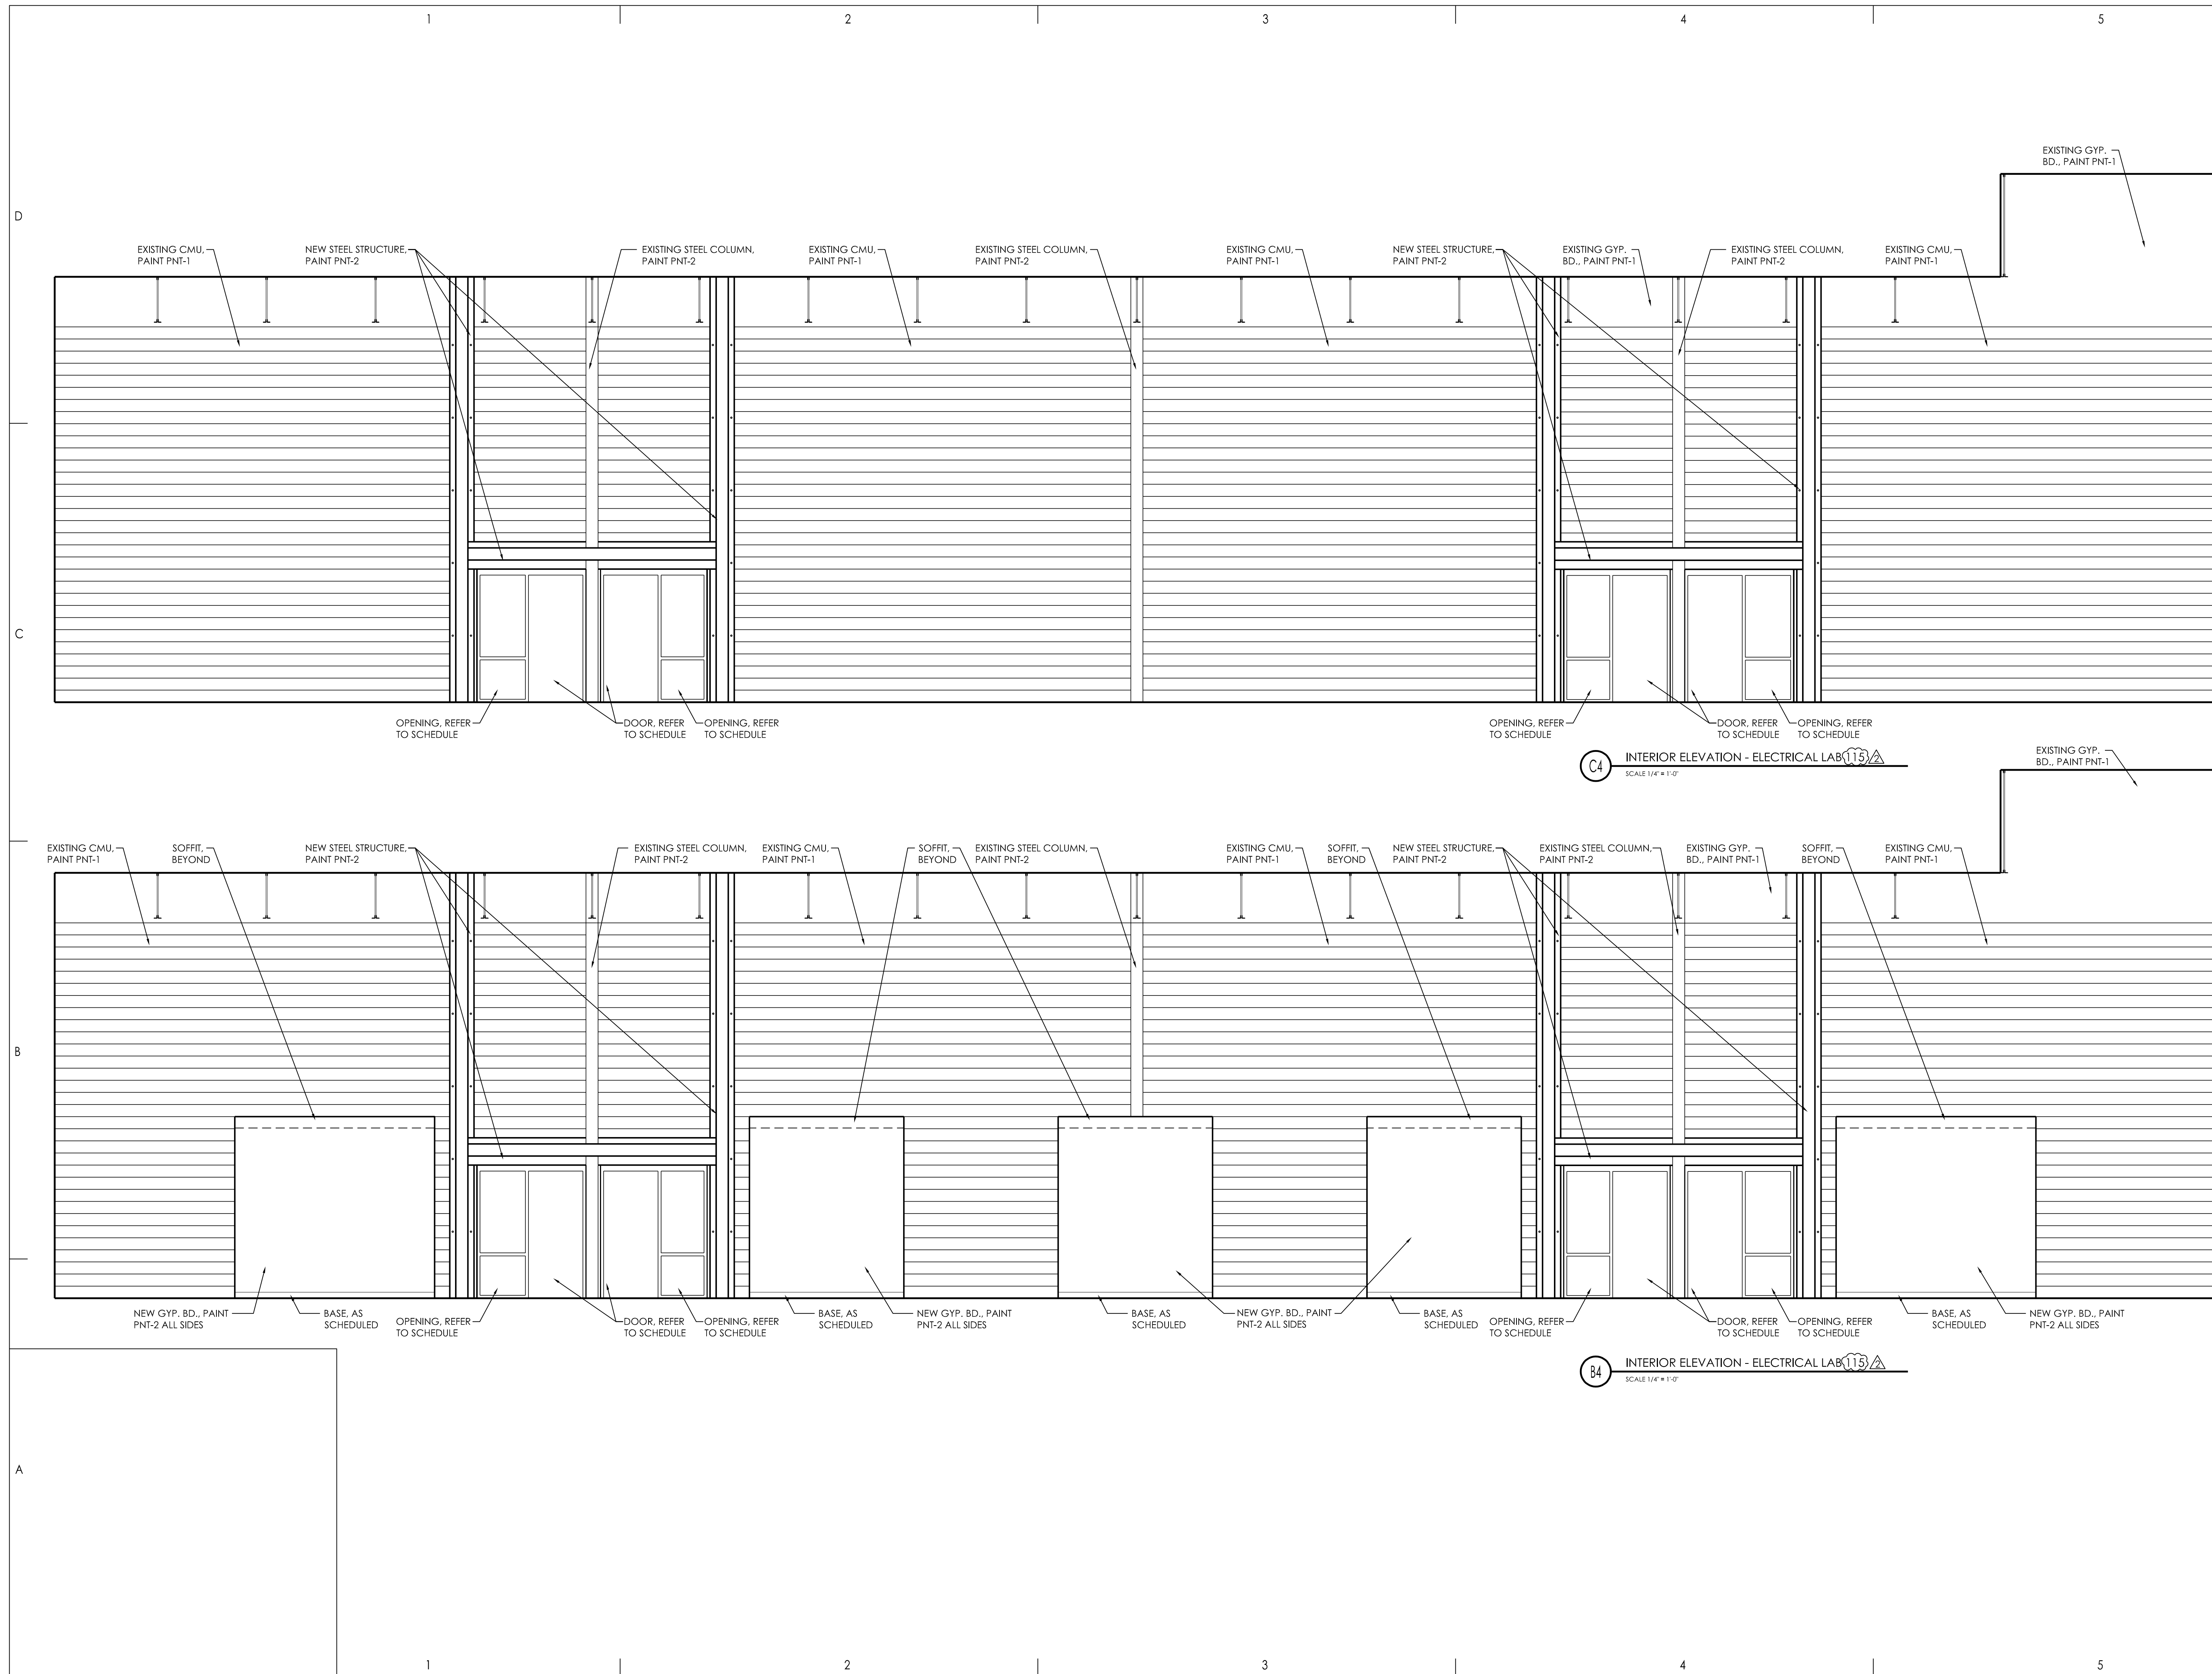 1
2
3
4
5
D
C
B
A
EXISTING GYP.
BD., PAINT PNT-1
EXISTING CMU,
PAINT PNT-1
NEW STEEL STRUCTURE,
PAINT PNT-2
EXISTING STEEL COLUMN,
PAINT PNT-2
EXISTING CMU,
PAINT PNT-1
EXISTING STEEL COLUMN,
PAINT PNT-2
EXISTING CMU,
PAINT PNT-1
NEW STEEL STRUCTURE,
PAINT PNT-2
EXISTING GYP.
BD., PAINT PNT-1
EXISTING STEEL COLUMN,
PAINT PNT-2
EXISTING CMU,
PAINT PNT-1
OPENING, REFER
TO SCHEDULE
DOOR, REFER
TO SCHEDULE
OPENING, REFER
TO SCHEDULE
OPENING, REFER
TO SCHEDULE
DOOR, REFER
TO SCHEDULE
OPENING, REFER
TO SCHEDULE
C4
INTERIOR ELEVATION - ELECTRICAL LAB 115 2
SCALE 1/4" = 1'-0"
EXISTING GYP.
BD., PAINT PNT-1
EXISTING CMU,
PAINT PNT-1
SOFFIT,
BEYOND
NEW STEEL STRUCTURE,
PAINT PNT-2
EXISTING STEEL COLUMN,
PAINT PNT-2
EXISTING CMU,
PAINT PNT-1
SOFFIT,
BEYOND
EXISTING STEEL COLUMN,
PAINT PNT-2
EXISTING CMU,
PAINT PNT-1
SOFFIT,
BEYOND
NEW STEEL STRUCTURE,
PAINT PNT-2
EXISTING STEEL COLUMN,
PAINT PNT-2
EXISTING GYP.
BD., PAINT PNT-1
SOFFIT,
BEYOND
EXISTING CMU,
PAINT PNT-1
NEW GYP. BD., PAINT
PNT-2 ALL SIDES
BASE, AS
SCHEDULED
OPENING, REFER
TO SCHEDULE
DOOR, REFER
TO SCHEDULE
OPENING, REFER
TO SCHEDULE
BASE, AS
SCHEDULED
NEW GYP. BD., PAINT
PNT-2 ALL SIDES
BASE, AS
SCHEDULED
NEW GYP. BD., PAINT
PNT-2 ALL SIDES
BASE, AS
SCHEDULED
OPENING, REFER
TO SCHEDULE
DOOR, REFER
TO SCHEDULE
OPENING, REFER
TO SCHEDULE
BASE, AS
SCHEDULED
NEW GYP. BD., PAINT
PNT-2 ALL SIDES
B4
INTERIOR ELEVATION - ELECTRICAL LAB 115 2
SCALE 1/4" = 1'-0"
1
2
3
4
5